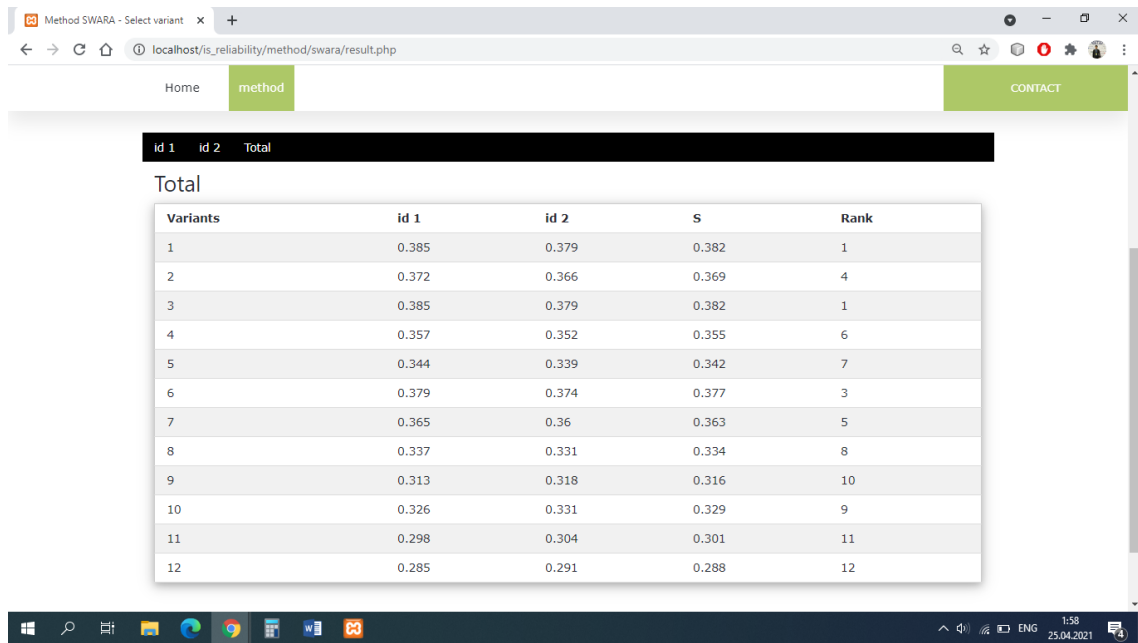 Method SWARA - Select variant
localhost/is_reliability/method/swara/result.php
Home method CONTACT
id 1 id 2 Total
Total
Variants id 1 id 2 S Rank
1 0.385 0.379 0.382 1
2 0.372 0.366 0.369 4
3 0.385 0.379 0.382 1
4 0.357 0.352 0.355 6
5 0.344 0.339 0.342 7
6 0.379 0.374 0.377 3
7 0.365 0.36 0.363 5
8 0.337 0.331 0.334 8
9 0.313 0.318 0.316 10
10 0.326 0.331 0.329 9
11 0.298 0.304 0.301 11
12 0.285 0.291 0.288 12
ENG 1:58
25.04.2021 4